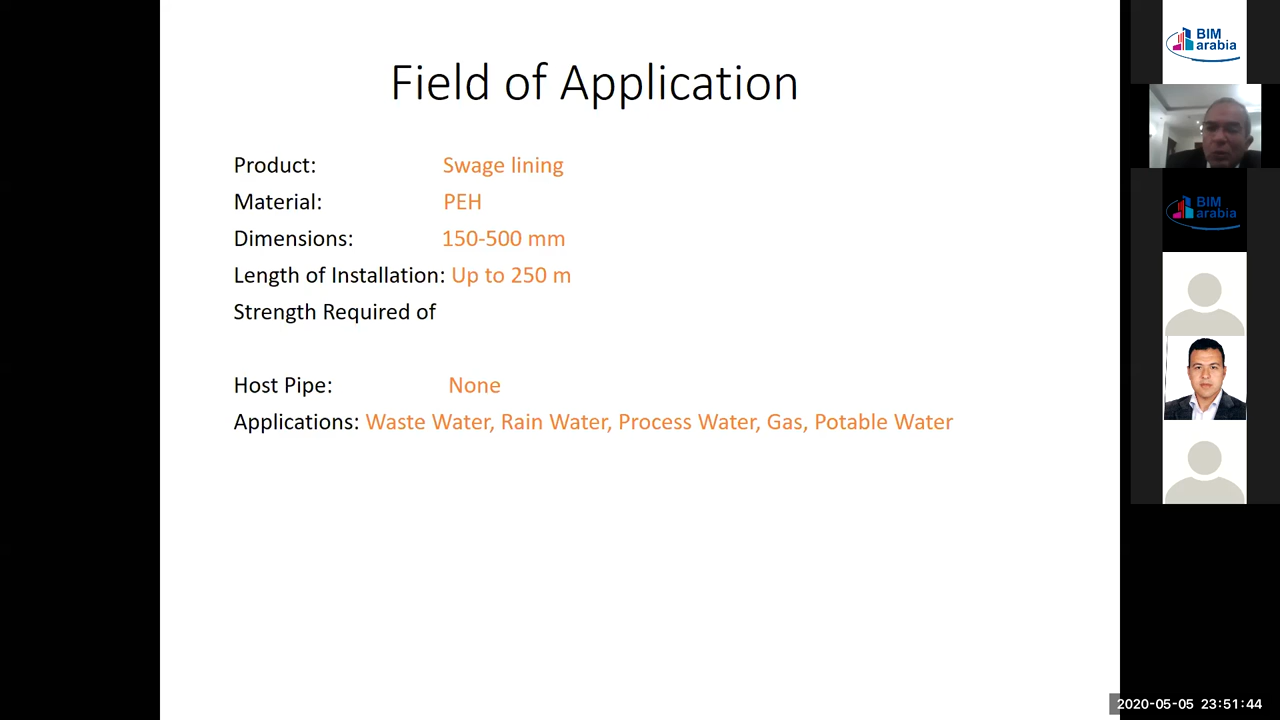 Field of Application
Product: Swage lining
Material: PEH
Dimensions: 150-500 mm
Length of Installation: Up to 250 m
Strength Required of
Host Pipe: None
Applications: Waste Water, Rain Water, Process Water, Gas, Potable Water
BIM
arabia
BIM
arabia
2020-05-05 23:51:44